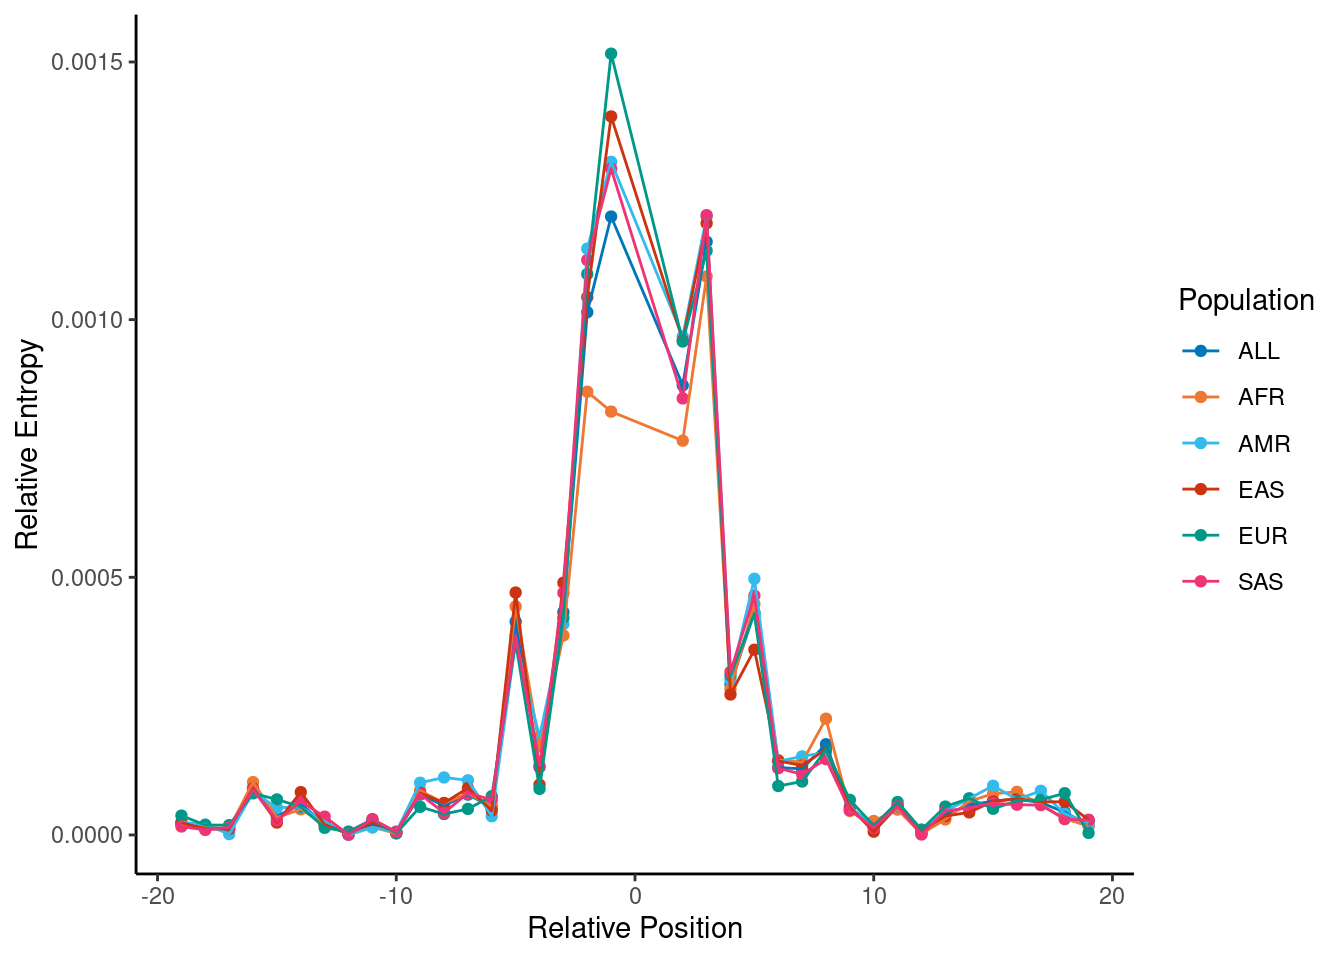 0.0015
0.0010
0.0005
0.0000
Relative Entropy
-20
-10
0
10
20
Relative Position
Population
ALL
AFR
AMR
EAS
EUR
SAS